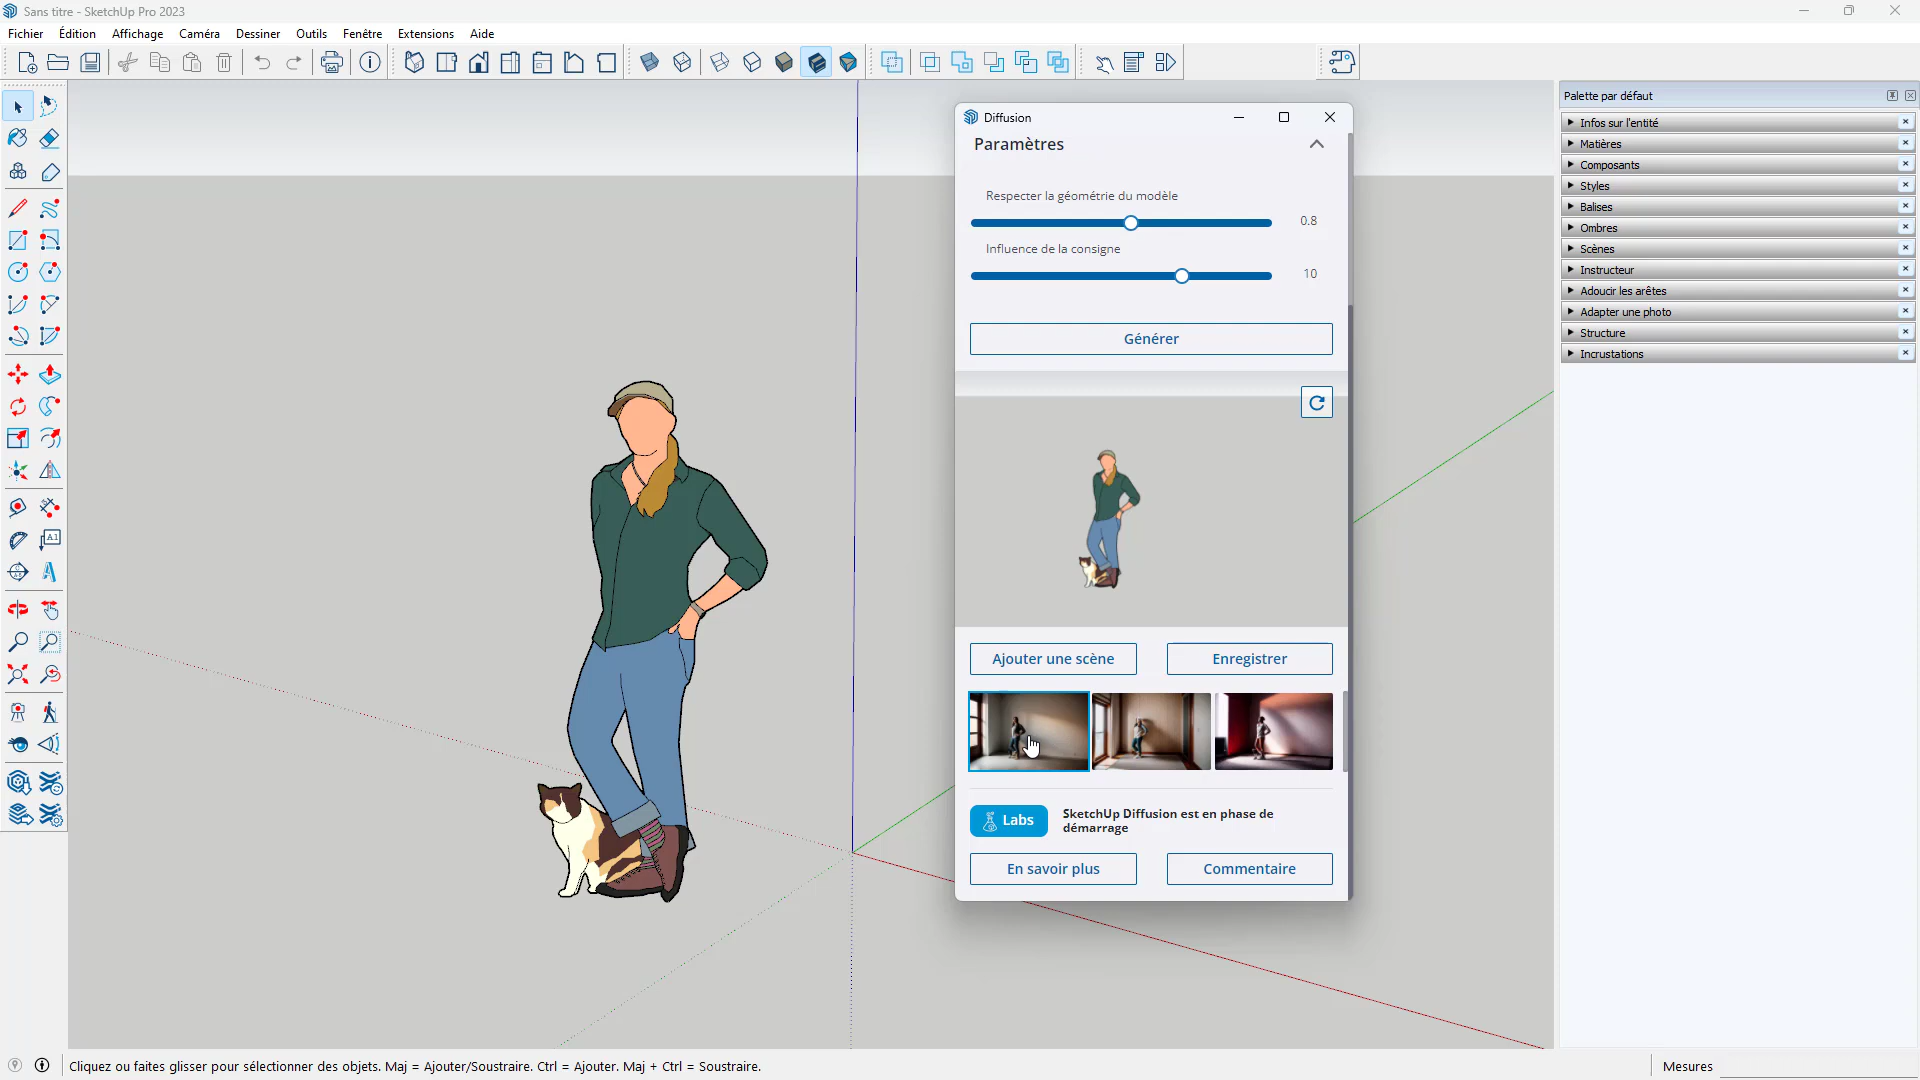 Sans titre - SketchUp Pro 2023
Fichier Édition Affichage Caméra Dessiner Outils Fenêtre Extensions Aide
Diffusion
Paramètres
Respecter la géométrie du modèle
0.8
Influence de la consigne
10
Générer
Ajouter une scène Enregistrer
Labs SketchUp Diffusion est en phase de
démarrage
En savoir plus Commentaire
Palette par défaut
Infos sur l'entité
Matières
Composants
Styles
Balises
Ombres
Scènes
Instructeur
Adoucir les arêtes
Adapter une photo
Structure
Incrustations
Cliquez ou faites glisser pour sélectionner des objets. Maj = Ajouter/Soustraire. Ctrl = Ajouter. Maj + Ctrl = Soustraire.
Mesures